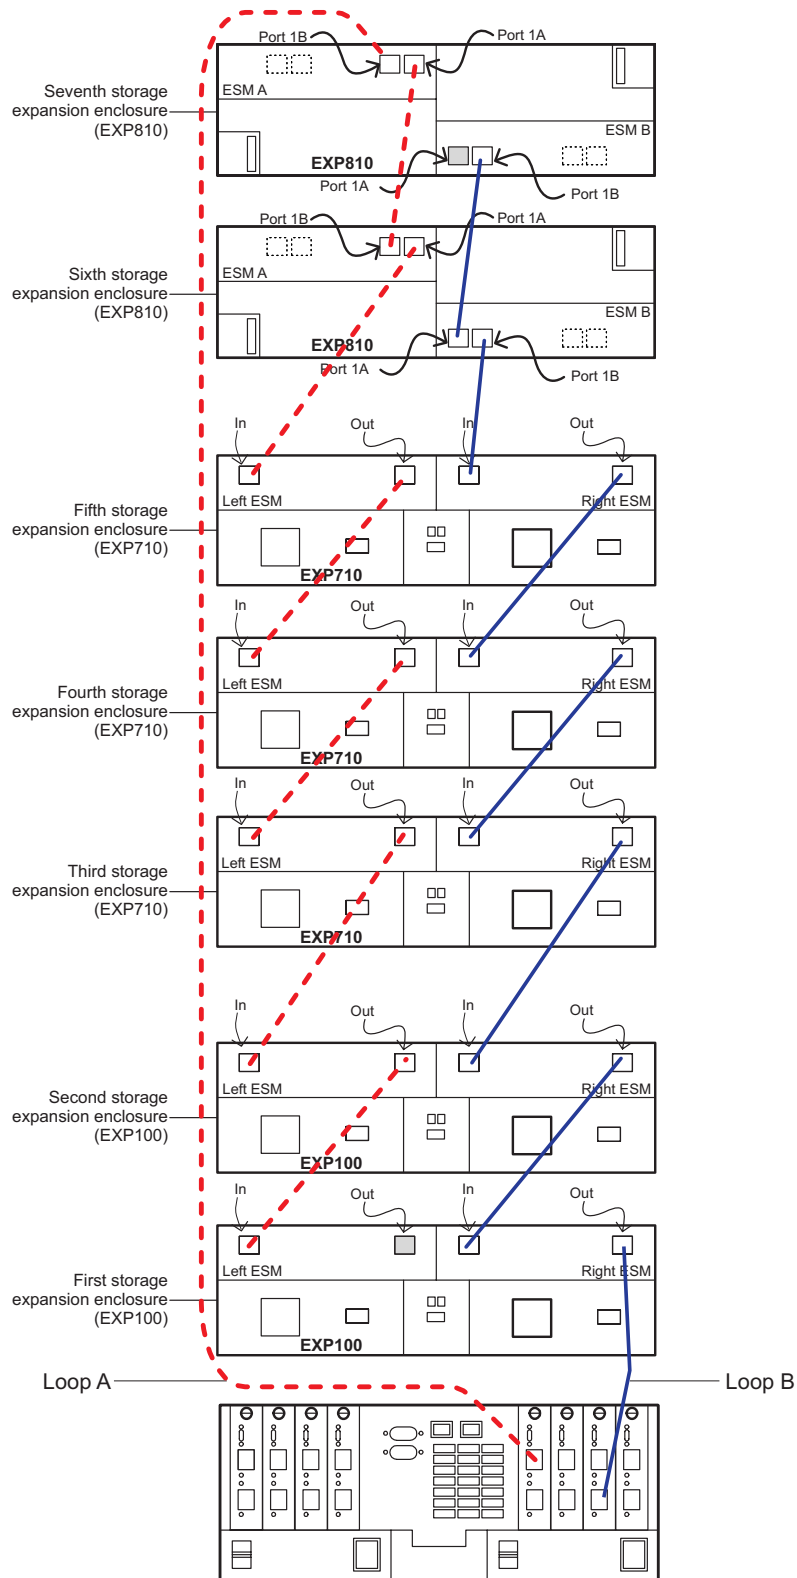 Port 1B
Port 1A
Seventh storage
expansion enclosure
(EXP810)
ESM A
ESM B
EXP810
Port 1A
Port 1B
Port 1B
Port 1A
Sixth storage
expansion enclosure
(EXP810)
ESM A
ESM B
EXP810
Port 1A
Port 1B
In
Out
In
Out
Left ESM
Right ESM
Fifth storage
expansion enclosure
(EXP710)
EXP710
In
Out
In
Out
Left ESM
Right ESM
Fourth storage
expansion enclosure
(EXP710)
EXP710
In
Out
In
Out
Left ESM
Right ESM
Third storage
expansion enclosure
(EXP710)
EXP710
In
Out
In
Out
Left ESM
Right ESM
Second storage
expansion enclosure
(EXP100)
EXP100
In
Out
In
Out
Left ESM
Right ESM
First storage
expansion enclosure
(EXP100)
EXP100
Loop A
Loop B